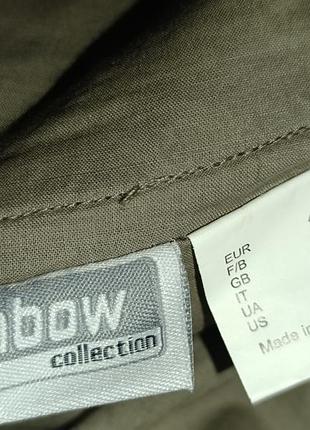 nbow
collection
EUR
F/B
GB
IT
UA
US
Made in